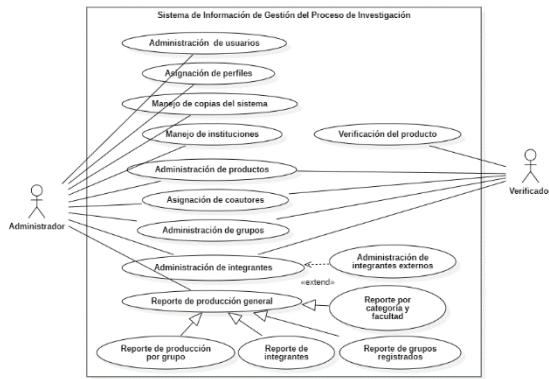 Sistema de Información de Gestión del Proceso de Investigación
Administración de usuarios
Asignación de perfiles
Manejo de copias del sistema
Manejo de instituciones
Verificación del producto
Administración de productos
Asignación de coautores
Administrador
Verificado
Administración de grupos
Administración de integrantes
Administración de
integrantes externos
«extend»
Reporte de producción general
Reporte por
categoría y
facultad
Reporte de producción
por grupo
Reporte de
integrantes
Reporte de grupos
registrados